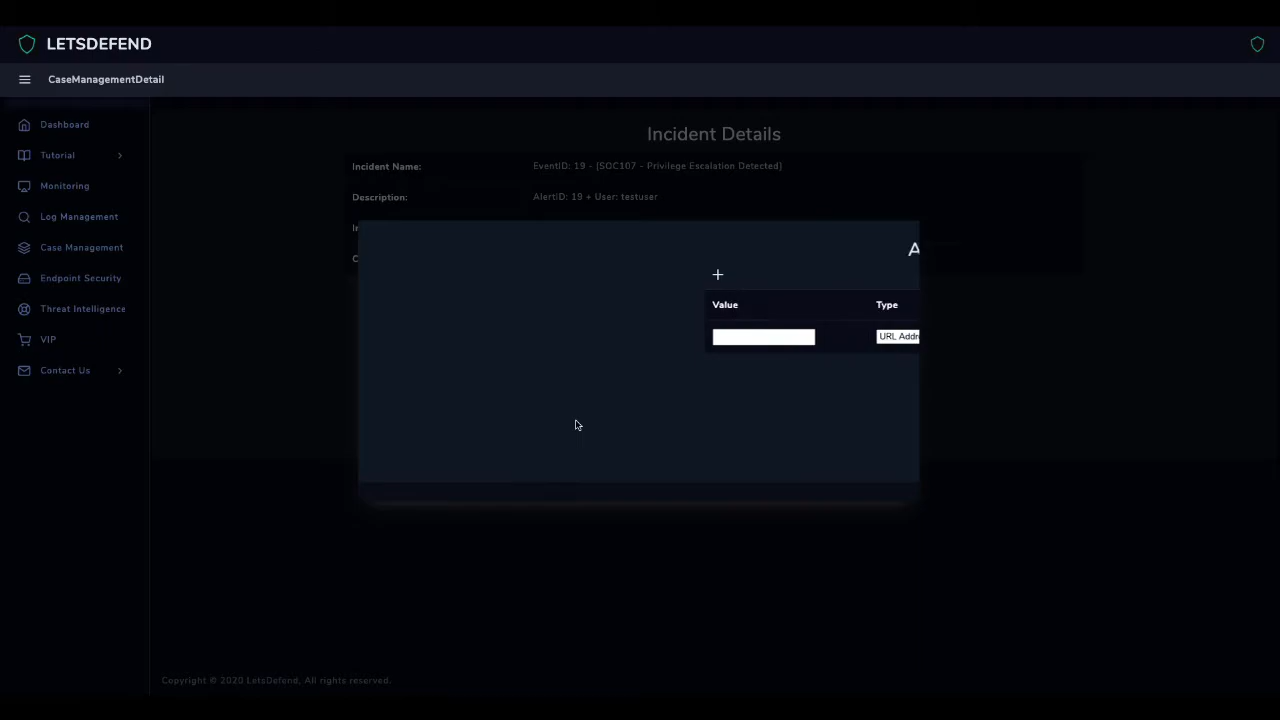 LETSDEFEND
CaseManagementDetail
Dashboard
Tutorial
Monitoring
Log Management
Case Management
Endpoint Security
Threat Intelligence
VIP
Contact Us
Incident Details
Incident Name: EventID: 19 - [SOC107 - Privilege Escalation Detected]
Description: AlertID: 19 + User: testuser
A
+
Value Type
URL Addr
Copyright © 2020 LetsDefend, All rights reserved.